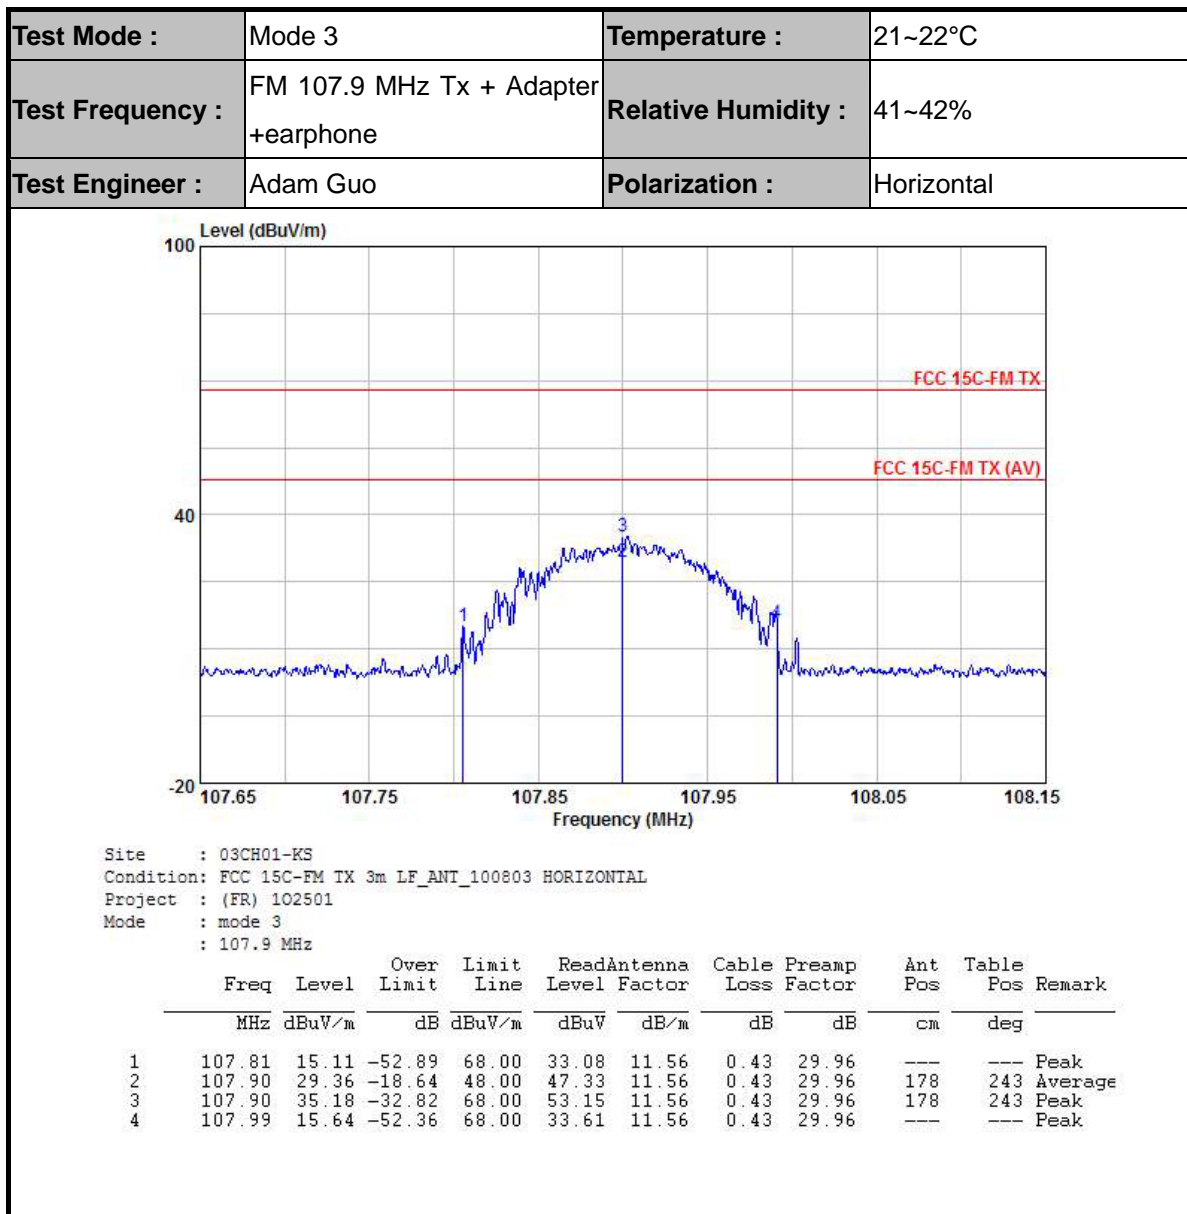 Test Mode : Mode 3 Temperature : 21~22°C
Test Frequency : FM 107.9 MHz Tx + Adapter +earphone Relative Humidity : 41~42%
Test Engineer : Adam Guo Polarization : Horizontal
Level (dBuV/m)
100
FCC 15C-FM TX
FCC 15C-FM TX (AV)
40
3
2
1
4
-20
107.65 107.75 107.85 107.95 108.05 108.15
Frequency (MHz)
Site : 03CH01-KS
Condition: FCC 15C-FM TX 3m LF_ANT_100803 HORIZONTAL
Project : (FR) 102501
Mode : mode 3
: 107.9 MHz
Over Limit ReadAntenna Cable Preamp Ant Table
Freq Level Limit Line Level Factor Loss Factor Pos Pos Remark
MHz dBuV/m dB dBuV/m dBuV dB/m dB dB cm deg
1 107.81 15.11 -52.89 68.00 33.08 11.56 0.43 29.96 --- --- Peak
2 107.90 29.36 -18.64 48.00 47.33 11.56 0.43 29.96 178 243 Average
3 107.90 35.18 -32.82 68.00 53.15 11.56 0.43 29.96 178 243 Peak
4 107.99 15.64 -52.36 68.00 33.61 11.56 0.43 29.96 --- --- Peak